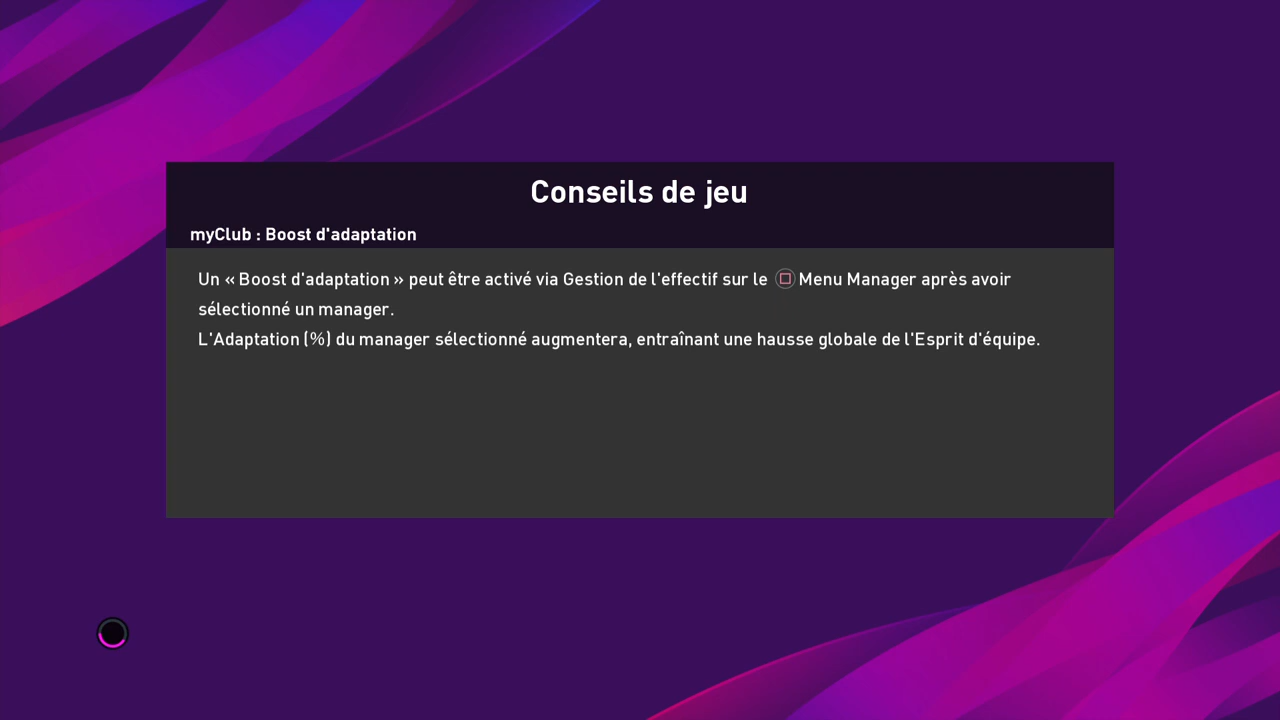 Conseils de jeu
myClub : Boost d'adaptation
Un « Boost d'adaptation » peut être activé via Gestion de l'effectif sur le Menu Manager après avoir
sélectionné un manager.
L'Adaptation (%) du manager sélectionné augmentera, entraînant une hausse globale de l'Esprit d'équipe.